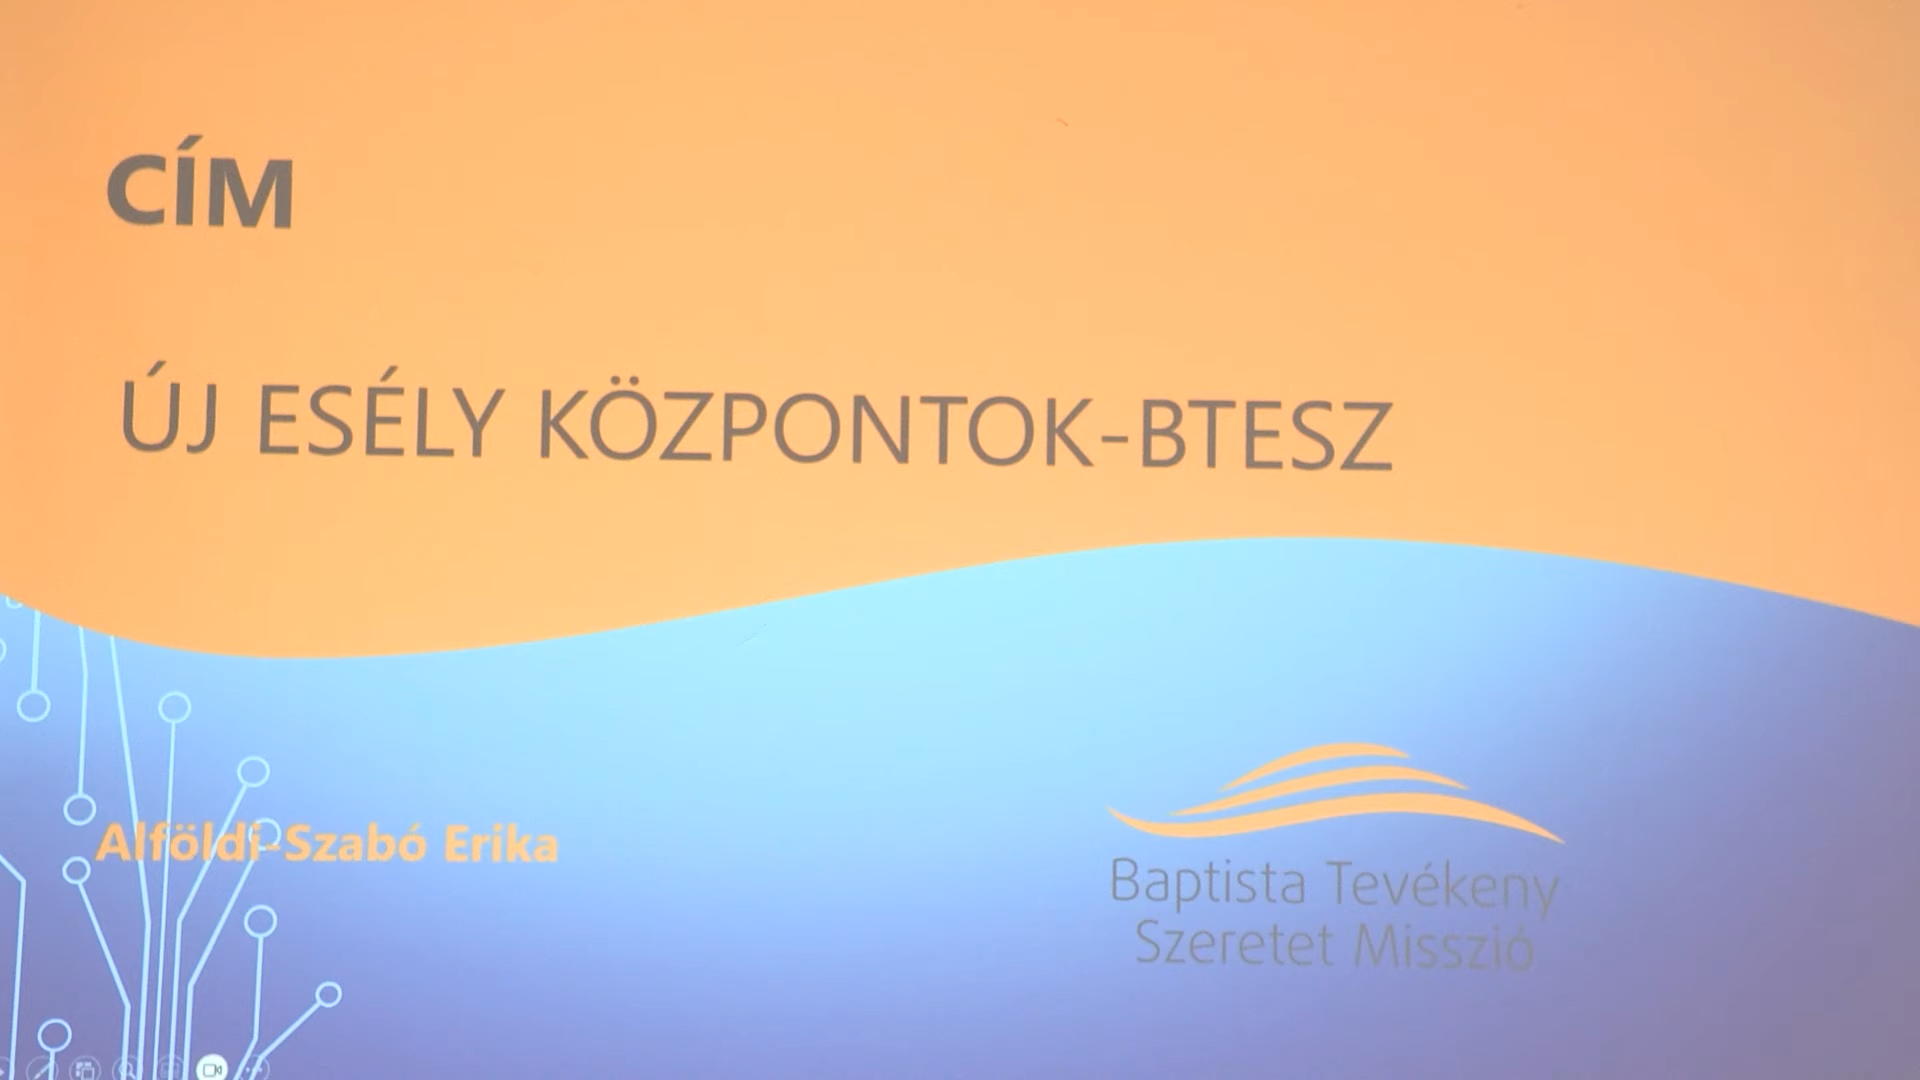 CÍM
ÚJ ESÉLY KÖZPONTOK-BTESZ
Alföldi-Szabó Erika
Baptista Tevékeny
Szeretet Misszió